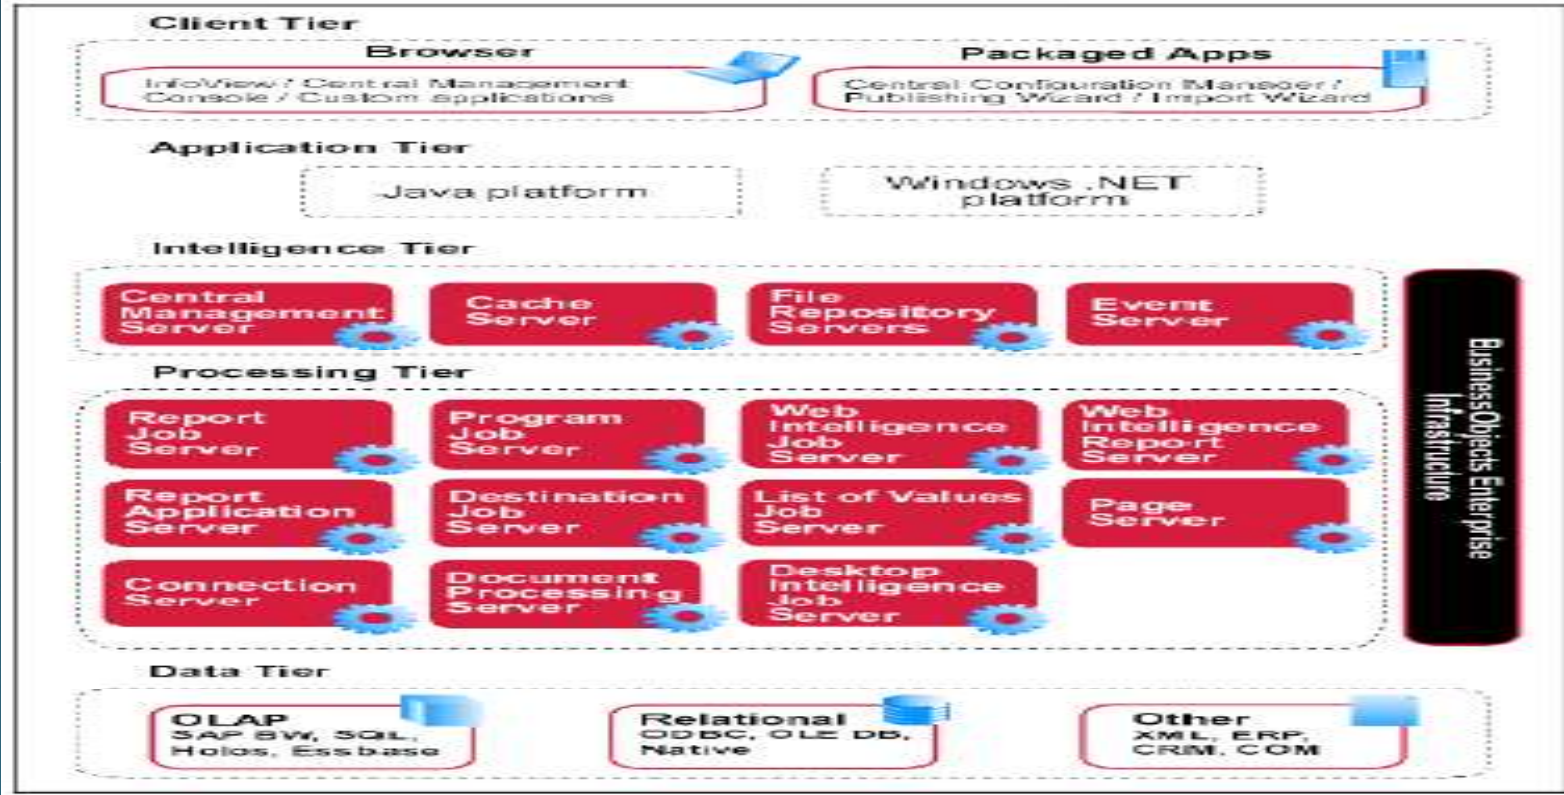 Client Tier
Browser
InfoView / Central Management
Console / Custom applications
Packaged Apps
Central Configuration Manager /
Publishing Wizard / Import Wizard
Application Tier
Java platform
Windows .NET
platform
Intelligence Tier
Central
Management
Server
Cache
Server
File
Repository
Servers
Event
Server
Processing Tier
Report
Job
Server
Program
Job
Server
Web
Intelligence
Job
Server
Web
Intelligence
Report
Server
Report
Application
Server
Destination
Job
Server
List of Values
Job
Server
Page
Server
Connection
Server
Document
Processing
Server
Desktop
Intelligence
Job
Server
BusinessObjects Enterprise
Infrastructure
Data Tier
OLAP
SAP BW, SQL,
Holos, Essbase
Relational
ODBC, OLE DB,
Native
Other
XML, ERP,
CRM, COM